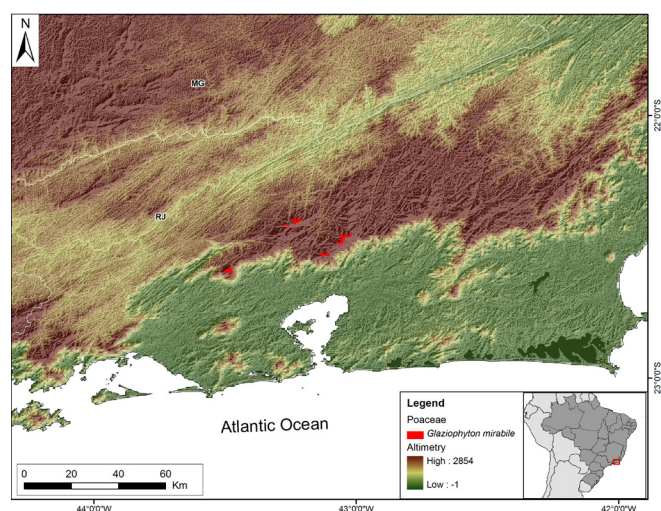 N
MG
22°0'0"S
RJ
23°0'0"S
Atlantic Ocean
Legend
Poaceae
Glaziophyton mirabile
Altimetry
High : 2854
Low : -1
0 20 40 60
Km
44°0'0"W
43°0'0"W
42°0'0"W